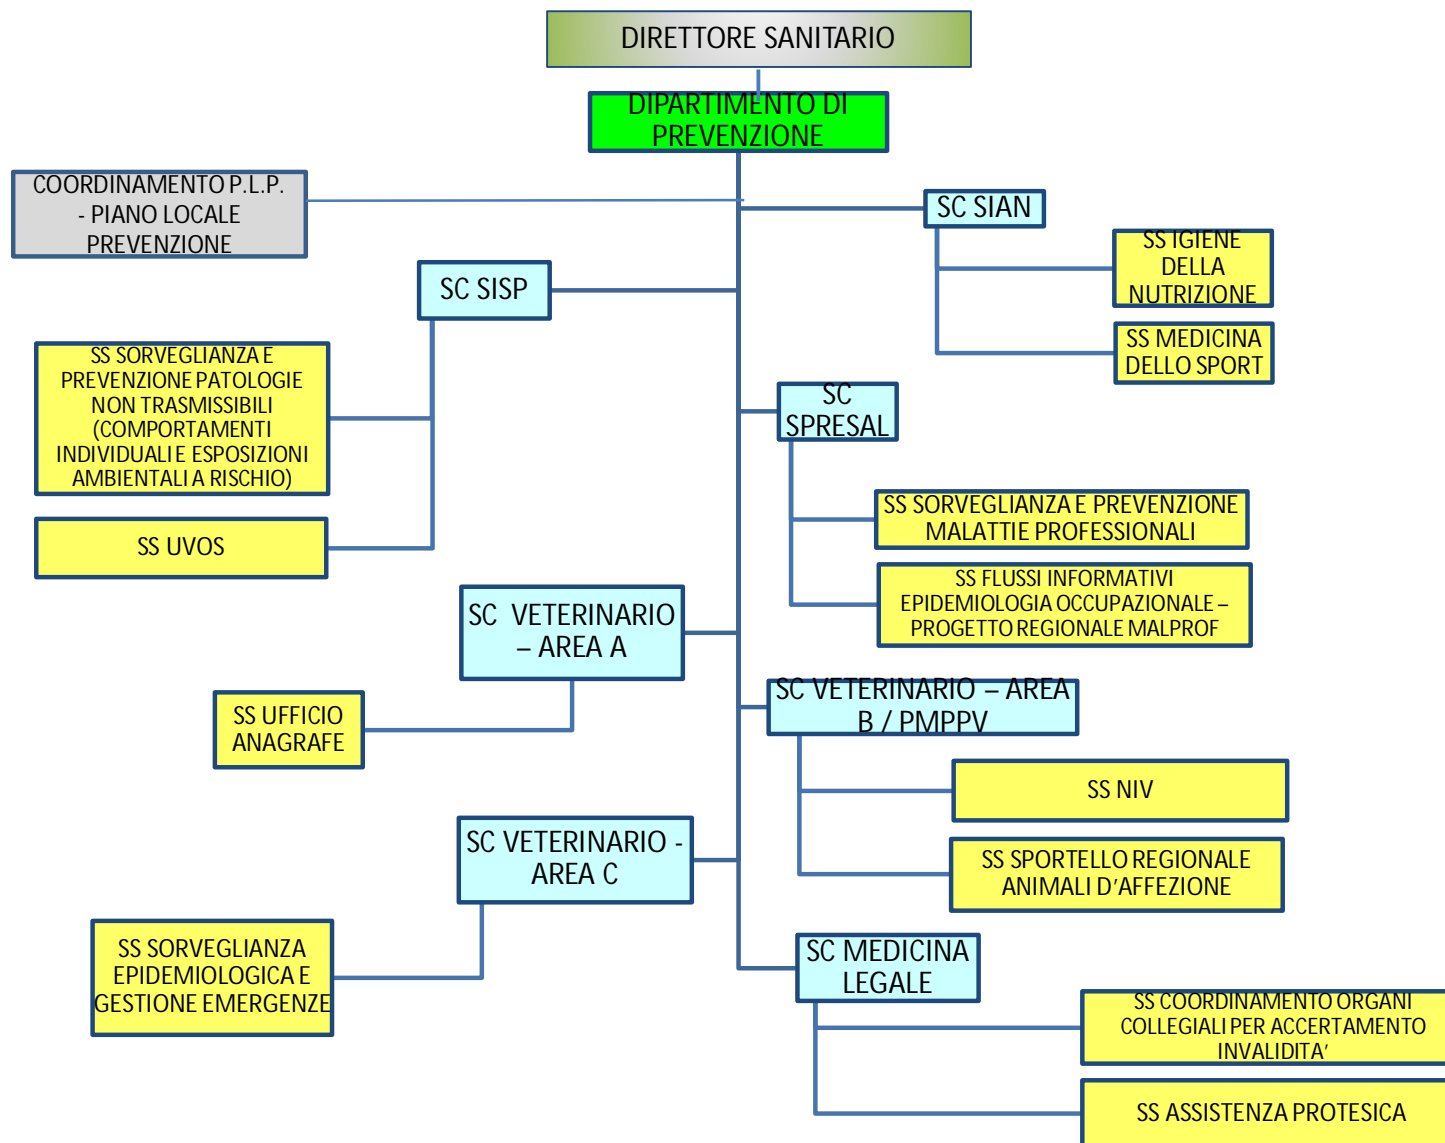 DIRETTORE SANITARIO
DIPARTIMENTO DI
PREVENZIONE
COORDINAMENTO P.L.P.
- PIANO LOCALE
PREVENZIONE
SC SIAN
SS IGIENE
DELLA
NUTRIZIONE
SS MEDICINA
DELLO SPORT
SC SISP
SS SORVEGLIANZA E
PREVENZIONE PATOLOGIE
NON TRASMISSIBILI
(COMPORTAMENTI
INDIVIDUALI E ESPOSIZIONI
AMBIENTALI A RISCHIO)
SS UVOS
SC
SPRESAL
SS SORVEGLIANZA E PREVENZIONE
MALATTIE PROFESSIONALI
SS FLUSSI INFORMATIVI
EPIDEMIOLOGIA OCCUPAZIONALE –
PROGETTO REGIONALE MALPROF
SC VETERINARIO
– AREA A
SS UFFICIO
ANAGRAFE
SC VETERINARIO – AREA
B / PMPPV
SS NIV
SS SPORTELLO REGIONALE
ANIMALI D’AFFEZIONE
SC VETERINARIO -
AREA C
SS SORVEGLIANZA
EPIDEMIOLOGICA E
GESTIONE EMERGENZE
SC MEDICINA
LEGALE
SS COORDINAMENTO ORGANI
COLLEGIALI PER ACCERTAMENTO
INVALIDITA’
SS ASSISTENZA PROTESICA